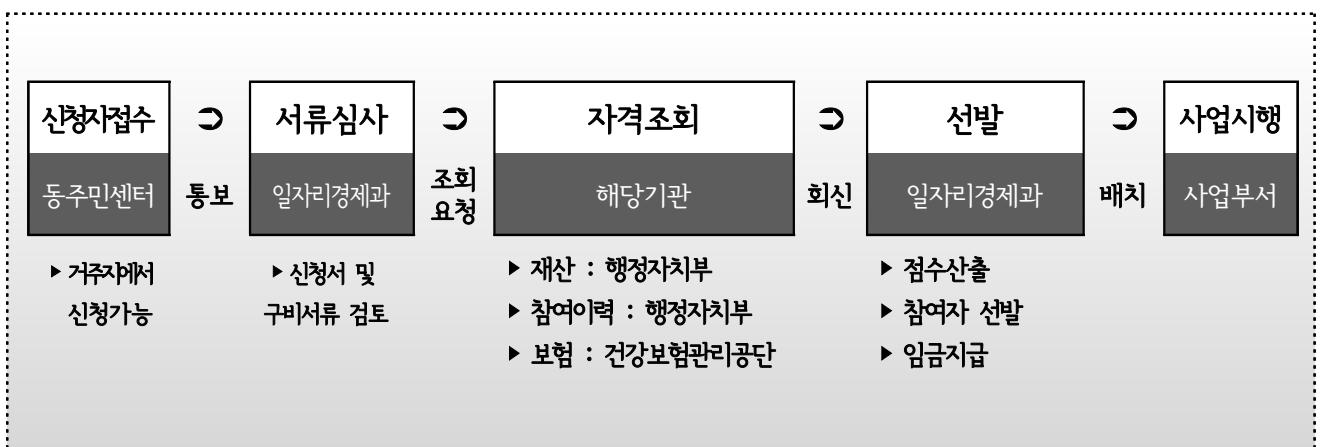 신청자접수 ➲ 서류심사 ➲ 자격조회 ➲ 선발 ➲ 사업시행
동주민센터 통보 일자리경제과 조회 요청 해당기관 회신 일자리경제과 배치 사업부서
▶ 거주지에서
신청가능
▶ 신청서 및
구비서류 검토
▶ 재산 : 행정자치부
▶ 참여이력 : 행정자치부
▶ 보험 : 건강보험관리공단
▶ 점수산출
▶ 참여자 선발
▶ 임금지급